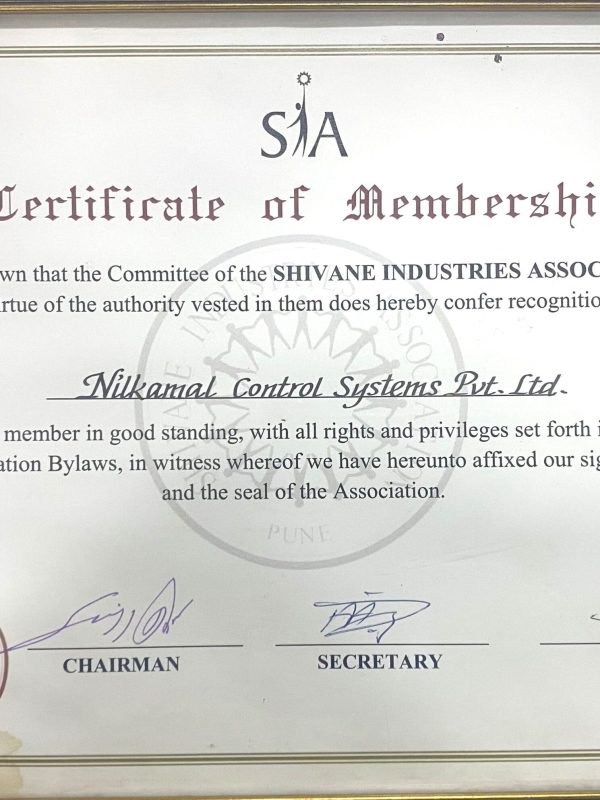 SIA
Certificate of Membershi
wn that the Committee of the SHIVANE INDUSTRIES ASSOC
rtue of the authority vested in them does hereby confer recognitio
Nilkamal Control Systems Pvt. Ltd.
member in good standing, with all rights and privileges set forth i
ation Bylaws, in witness whereof we have hereunto affixed our sig
and the seal of the Association.
SHIVANE INDUSTRIES ASSOCIATION
PUNE
CHAIRMAN
SECRETARY